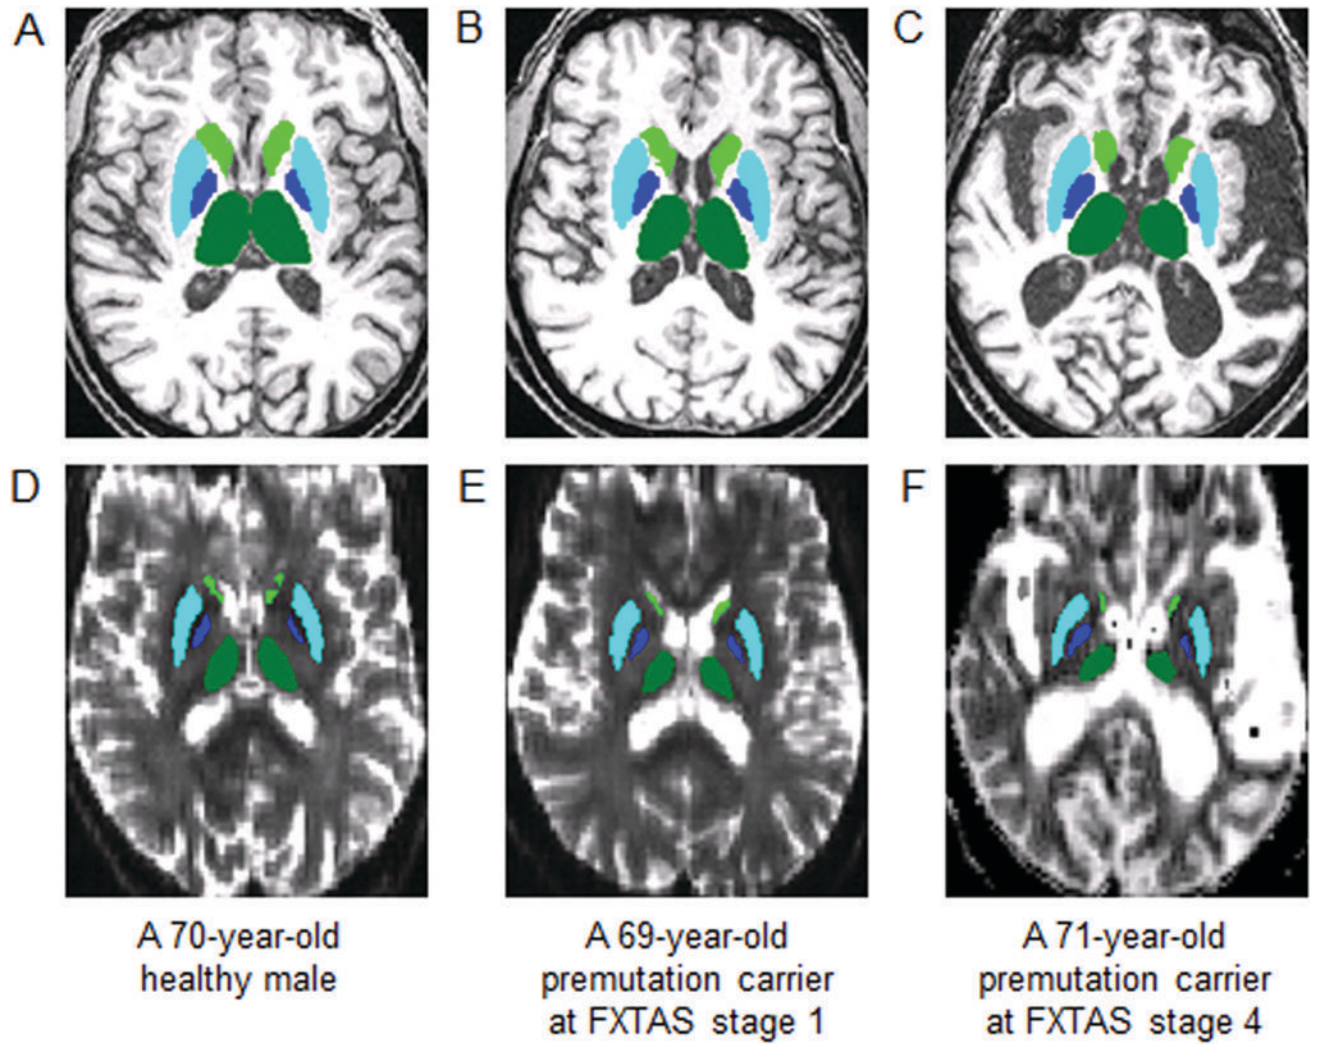 A
B
C
D
E
F
A 70-year-old
healthy male
A 69-year-old
premutation carrier
at FXTAS stage 1
A 71-year-old
premutation carrier
at FXTAS stage 4